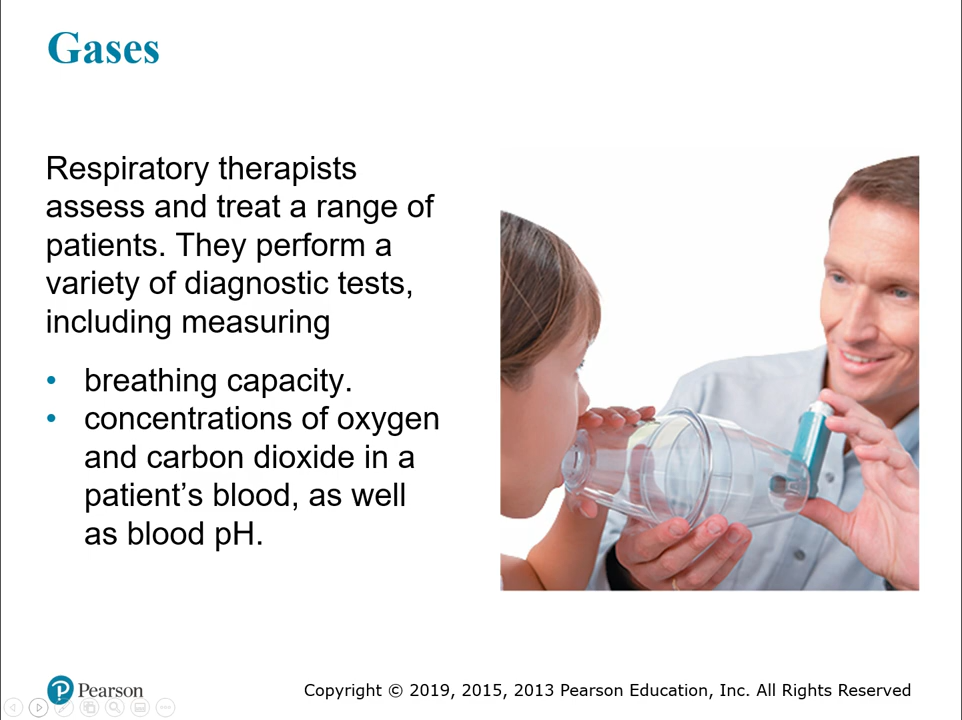 Gases
Respiratory therapists
assess and treat a range of
patients. They perform a
variety of diagnostic tests,
including measuring
• breathing capacity.
• concentrations of oxygen
and carbon dioxide in a
patient’s blood, as well
as blood pH.
Pearson
Copyright © 2019, 2015, 2013 Pearson Education, Inc. All Rights Reserved